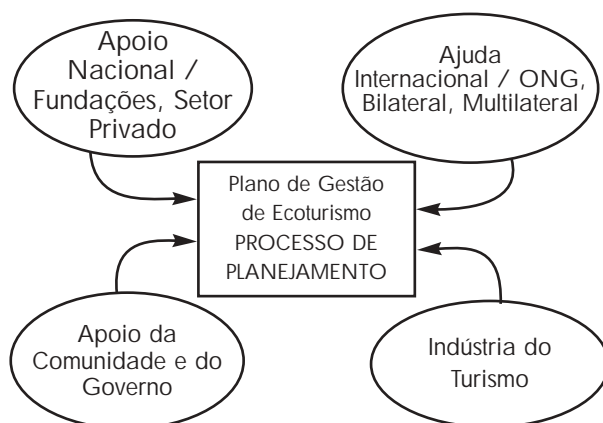 Apoio
Nacional /
Fundações, Setor
Privado
Ajuda
Internacional / ONG,
Bilateral, Multilateral
Plano de Gestão
de Ecoturismo
PROCESSO DE
PLANEJAMENTO
Apoio da
Comunidade e do
Governo
Indústria do
Turismo